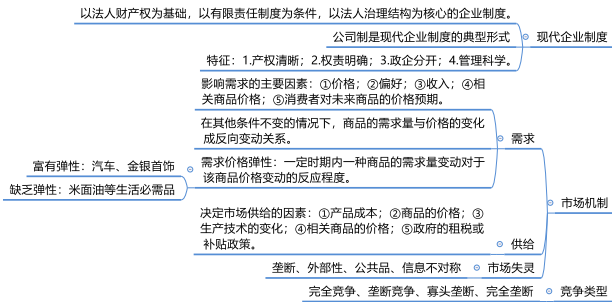 以法人财产权为基础，以有限责任制度为条件，以法人治理结构为核心的企业制度。
公司制是现代企业制度的典型形式
现代企业制度
特征：1.产权清晰；2.权责明确；3.政企分开；4.管理科学。
影响需求的主要因素：①价格；②偏好；③收入；④相
关商品价格；⑤消费者对未来商品的价格预期。
在其他条件不变的情况下，商品的需求量与价格的变化
成反向变动关系。
需求
富有弹性：汽车、金银首饰
缺乏弹性：米面油等生活必需品
需求价格弹性：一定时期内一种商品的需求量变动对于
该商品价格变动的反应程度。
市场机制
决定市场供给的因素：①产品成本；②商品的价格；③
生产技术的变化；④相关商品的价格；⑤政府的租税或
补贴政策。
供给
垄断、外部性、公共品、信息不对称
市场失灵
完全竞争、垄断竞争、寡头垄断、完全垄断
竞争类型